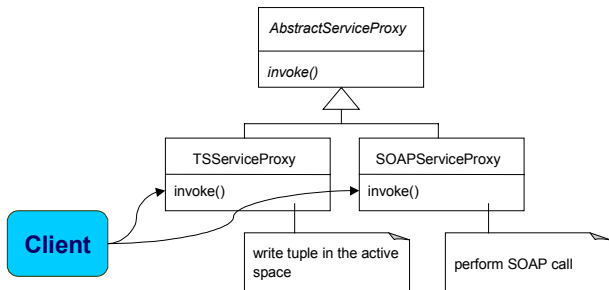 AbstractServiceProxy
invoke()
TSServiceProxy
SOAPServiceProxy
invoke()
invoke()
Client
write tuple in the active
space
perform SOAP call